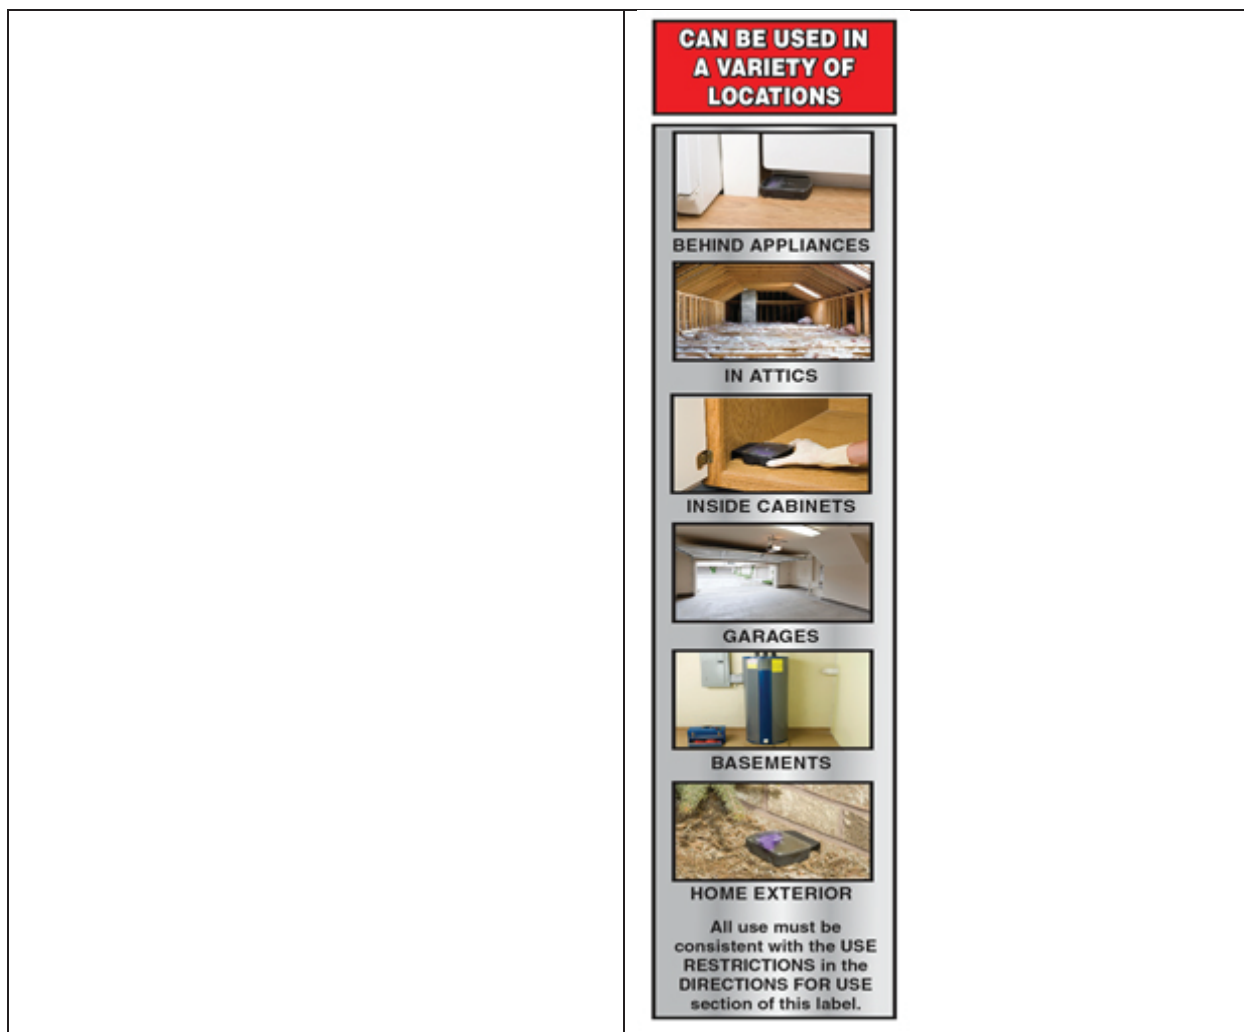 CAN BE USED IN
A VARIETY OF
LOCATIONS
BEHIND APPLIANCES
IN ATTICS
INSIDE CABINETS
GARAGES
BASEMENTS
HOME EXTERIOR
All use must be
consistent with the USE
RESTRICTIONS in the
DIRECTIONS FOR USE
section of this label.